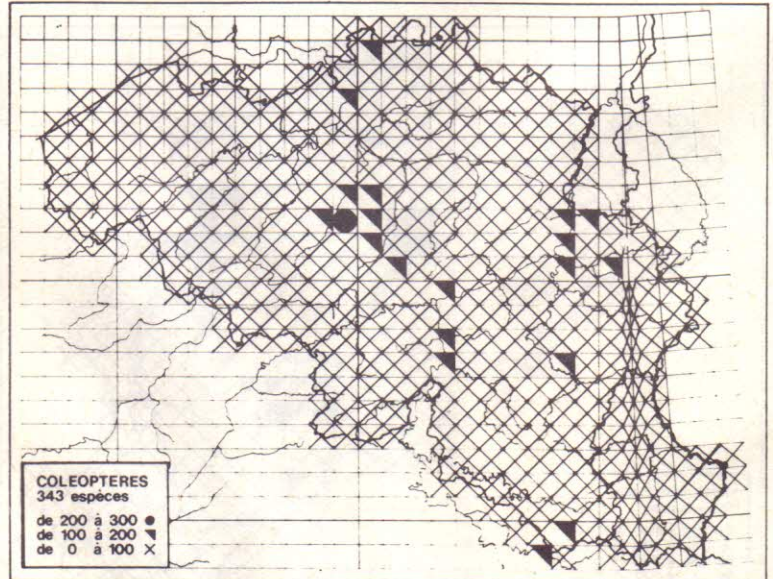 COLEOPTERES
343 espèces
de 200 à 300 ●
de 100 à 200 ◥
de 0 à 100 ×